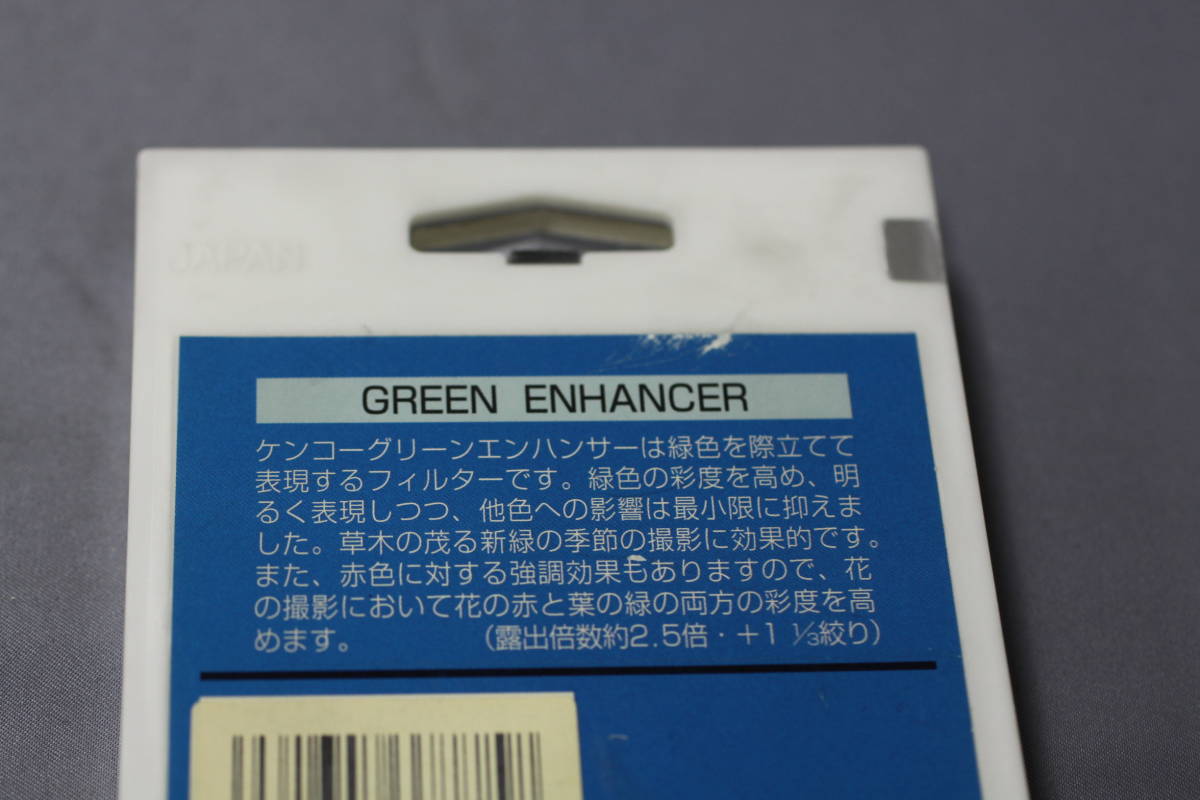 GREEN ENHANCER
ケンコーグリーンエンハンサーは緑色を際立てて
表現するフィルターです。緑色の彩度を高め、明
るく表現しつつ、他色への影響は最小限に抑えま
した。草木の茂る新緑の季節の撮影に効果的です。
また、赤色に対する強調効果もありますので、花
の撮影において花の赤と葉の緑の両方の彩度を高
めます。 (露出倍数約2.5倍・+1 ⅓絞り)